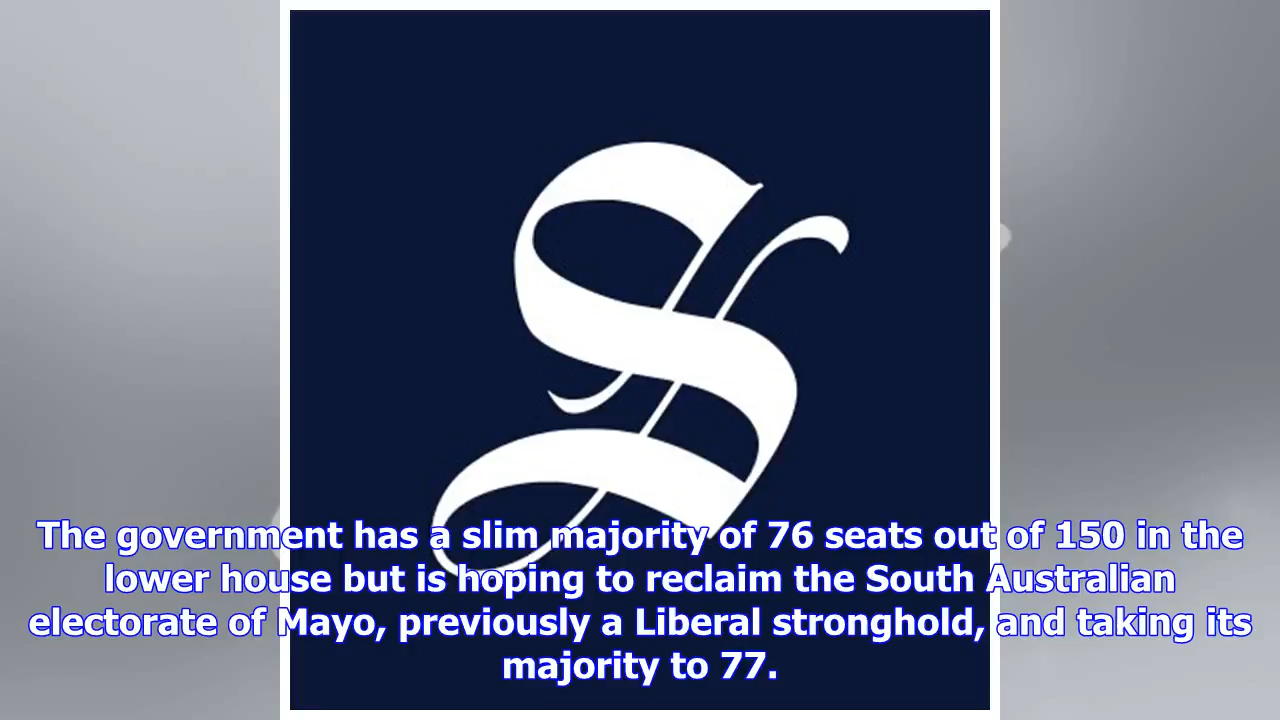 S
The government has a slim majority of 76 seats out of 150 in the
lower house but is hoping to reclaim the South Australian
electorate of Mayo, previously a Liberal stronghold, and taking its
majority to 77.